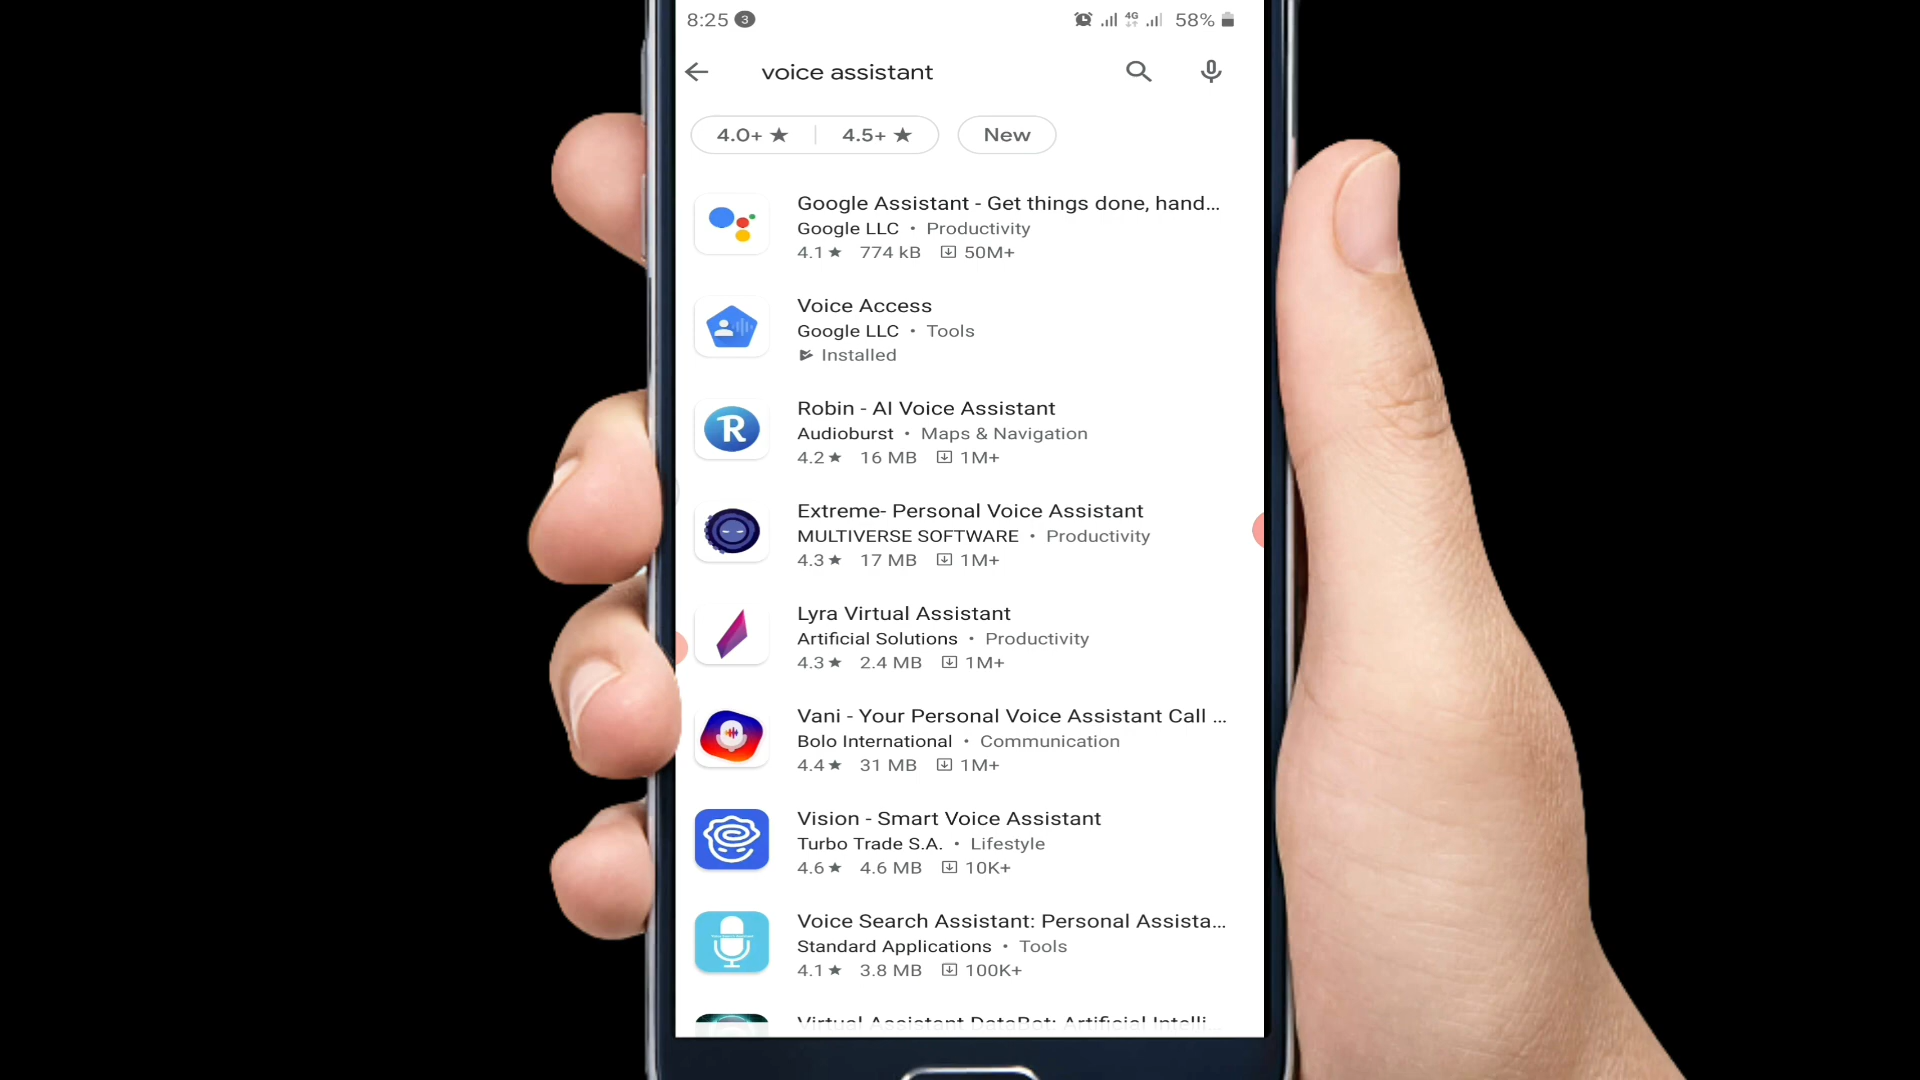 8:25 3 4G 58%
voice assistant
4.0+ ★ 4.5+ ★ New
Google Assistant - Get things done, hand...
Google LLC • Productivity
4.1 ★ 774 kB 50M+
Voice Access
Google LLC • Tools
Installed
R
Robin - AI Voice Assistant
Audioburst • Maps & Navigation
4.2 ★ 16 MB 1M+
Extreme- Personal Voice Assistant
MULTIVERSE SOFTWARE • Productivity
4.3 ★ 17 MB 1M+
Lyra Virtual Assistant
Artificial Solutions • Productivity
4.3 ★ 2.4 MB 1M+
Vani - Your Personal Voice Assistant Call ...
Bolo International • Communication
4.4 ★ 31 MB 1M+
Vision - Smart Voice Assistant
Turbo Trade S.A. • Lifestyle
4.6 ★ 4.6 MB 10K+
Voice Search Assistant: Personal Assista...
Standard Applications • Tools
4.1 ★ 3.8 MB 100K+
Virtual Assistant DataBot: Artificial Intelli...